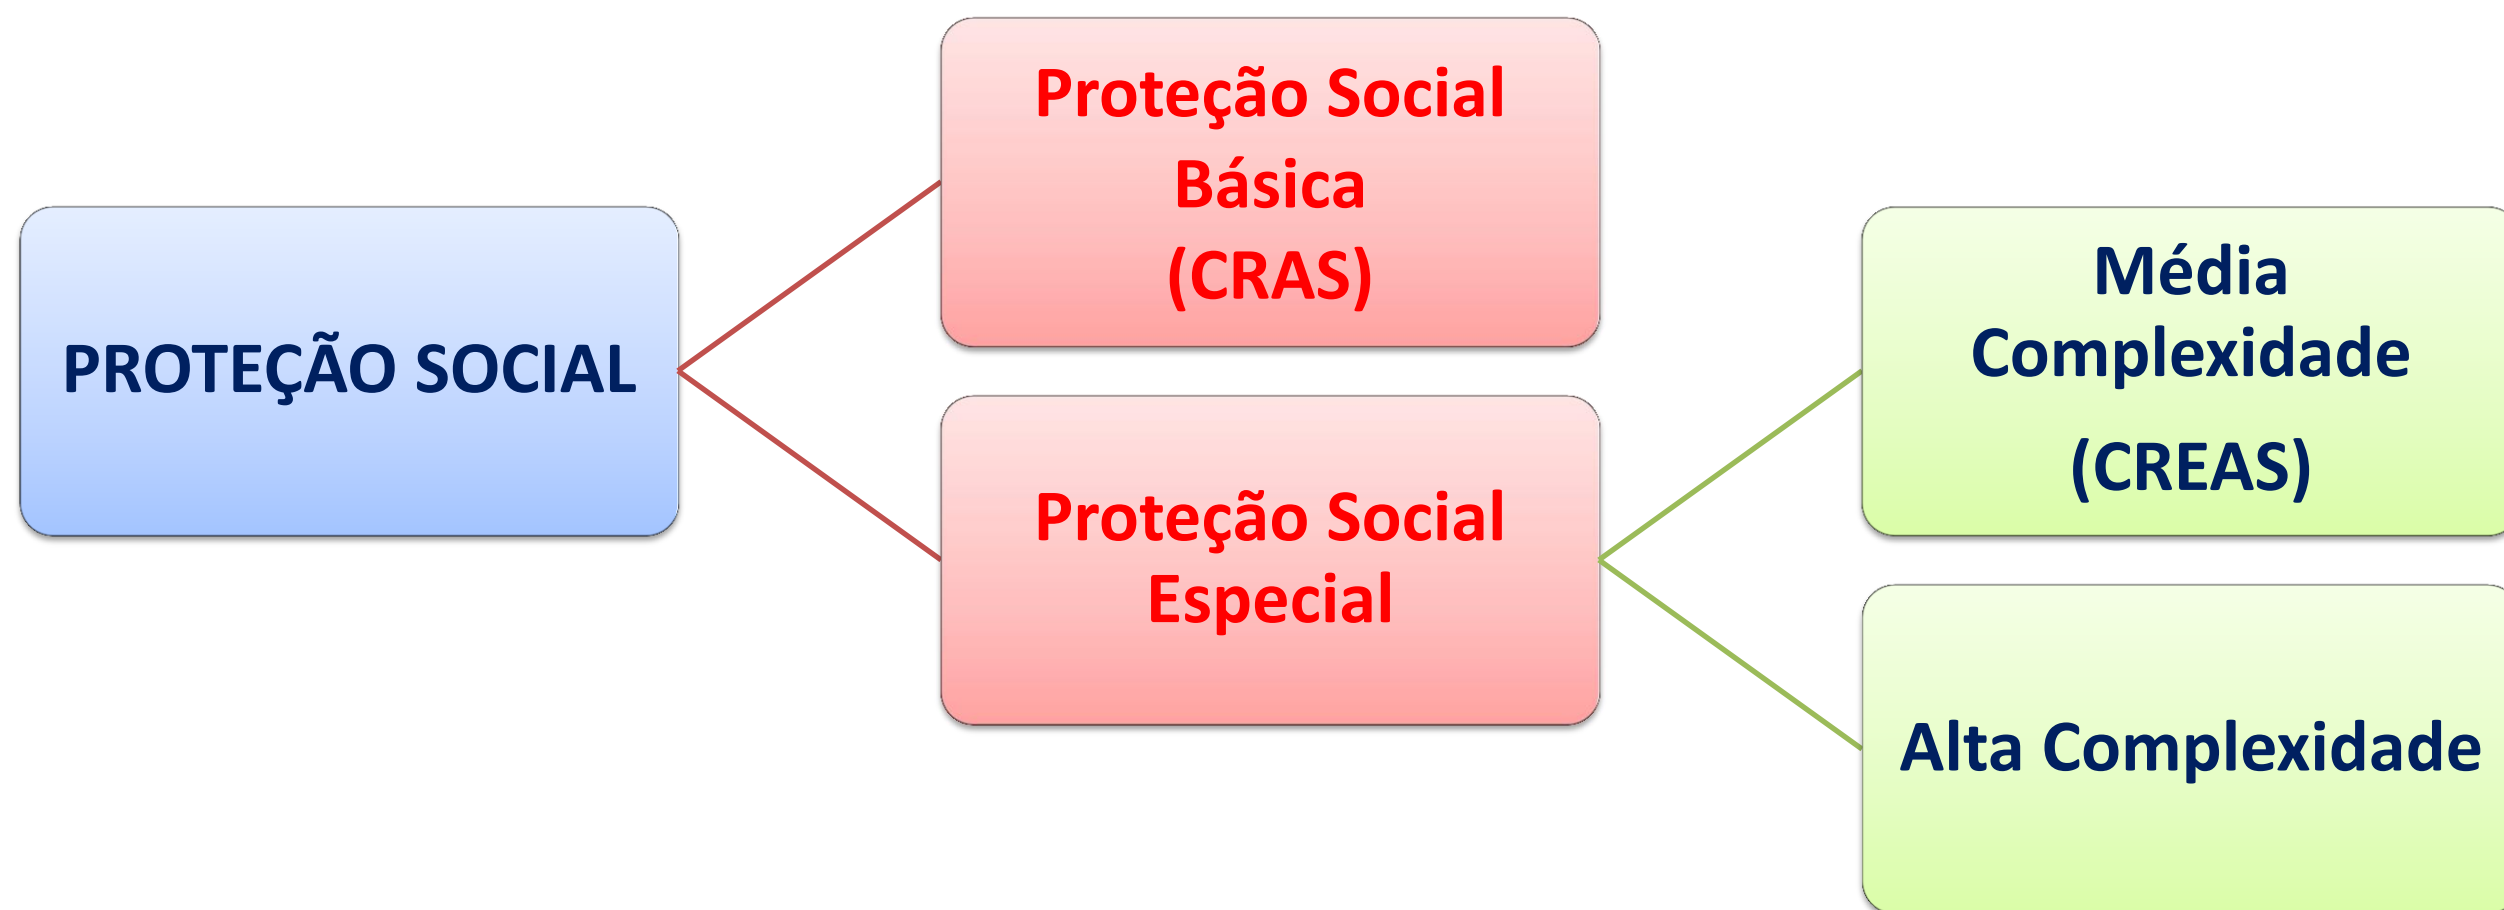 PROTEÇÃO SOCIAL
Proteção Social
Básica
(CRAS)
Proteção Social
Especial
Média
Complexidade
(CREAS)
Alta Complexidade